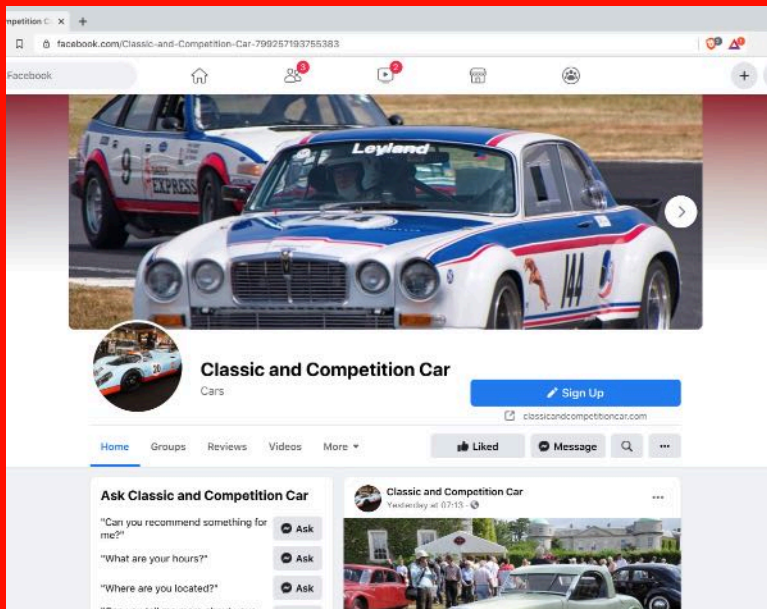 mpetition C × +
facebook.com/Classic-and-Competition-Car-799257193755383
Facebook
3
2
+
Leyland
9
EXPRESS
144
20
Classic and Competition Car
Cars
Sign Up
classicandcompetitioncar.com
Home Groups Reviews Videos More
Liked Message
Ask Classic and Competition Car
"Can you recommend something for
me?"
Ask
"What are your hours?" Ask
"Where are you located?" Ask
Classic and Competition Car
Yesterday at 07:13 ·